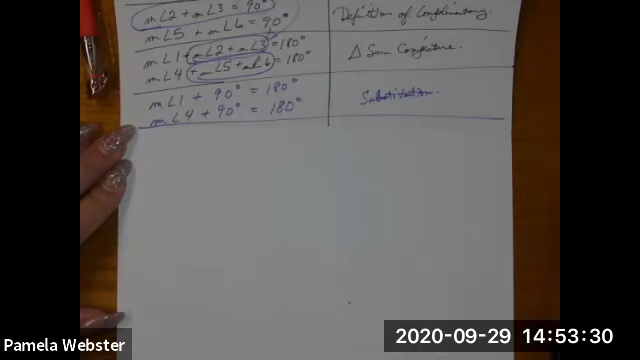 m∠2 + m∠3 = 90°
Definition of Complimentary.
m∠5 + m∠6 = 90°
m∠1 + m∠2 + m∠3 = 180°
△ Sum Conjecture.
m∠4 + m∠5 + m∠6 = 180°
m∠1 + 90° = 180°
Substitution.
m∠4 + 90° = 180°
Pamela Webster
2020-09-29 14:53:30